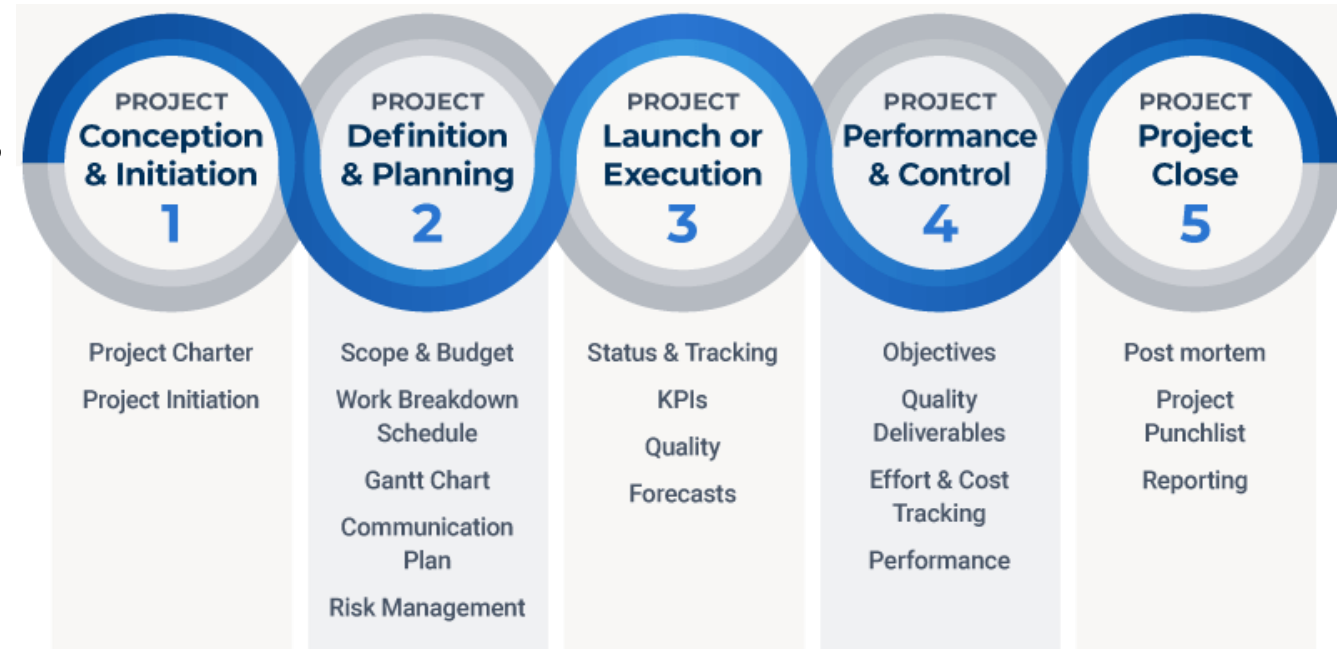 PROJECT
Conception
& Initiation
1
Project Charter
Project Initiation
PROJECT
Definition
& Planning
2
Scope & Budget
Work Breakdown
Schedule
Gantt Chart
Communication
Plan
Risk Management
PROJECT
Launch or
Execution
3
Status & Tracking
KPIs
Quality
Forecasts
PROJECT
Performance
& Control
4
Objectives
Quality
Deliverables
Effort & Cost
Tracking
Performance
PROJECT
Project
Close
5
Post mortem
Project
Punchlist
Reporting